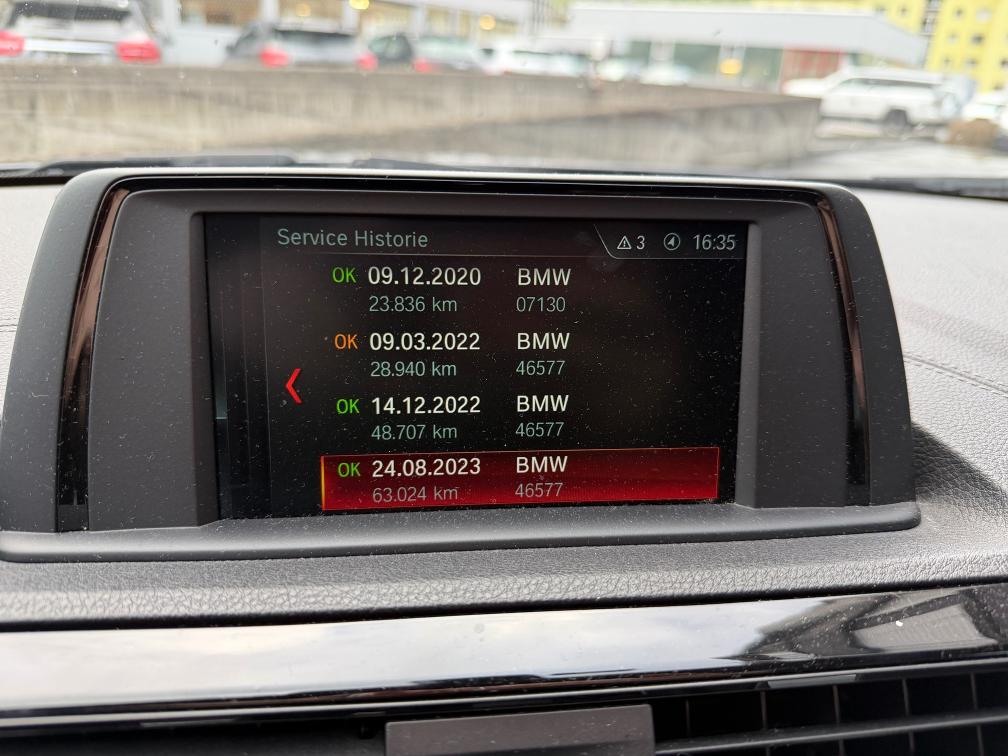 Service Historie
3 16:35
OK 09.12.2020 BMW
23.836 km 07130
OK 09.03.2022 BMW
28.940 km 46577
OK 14.12.2022 BMW
48.707 km 46577
OK 24.08.2023 BMW
63.024 km 46577